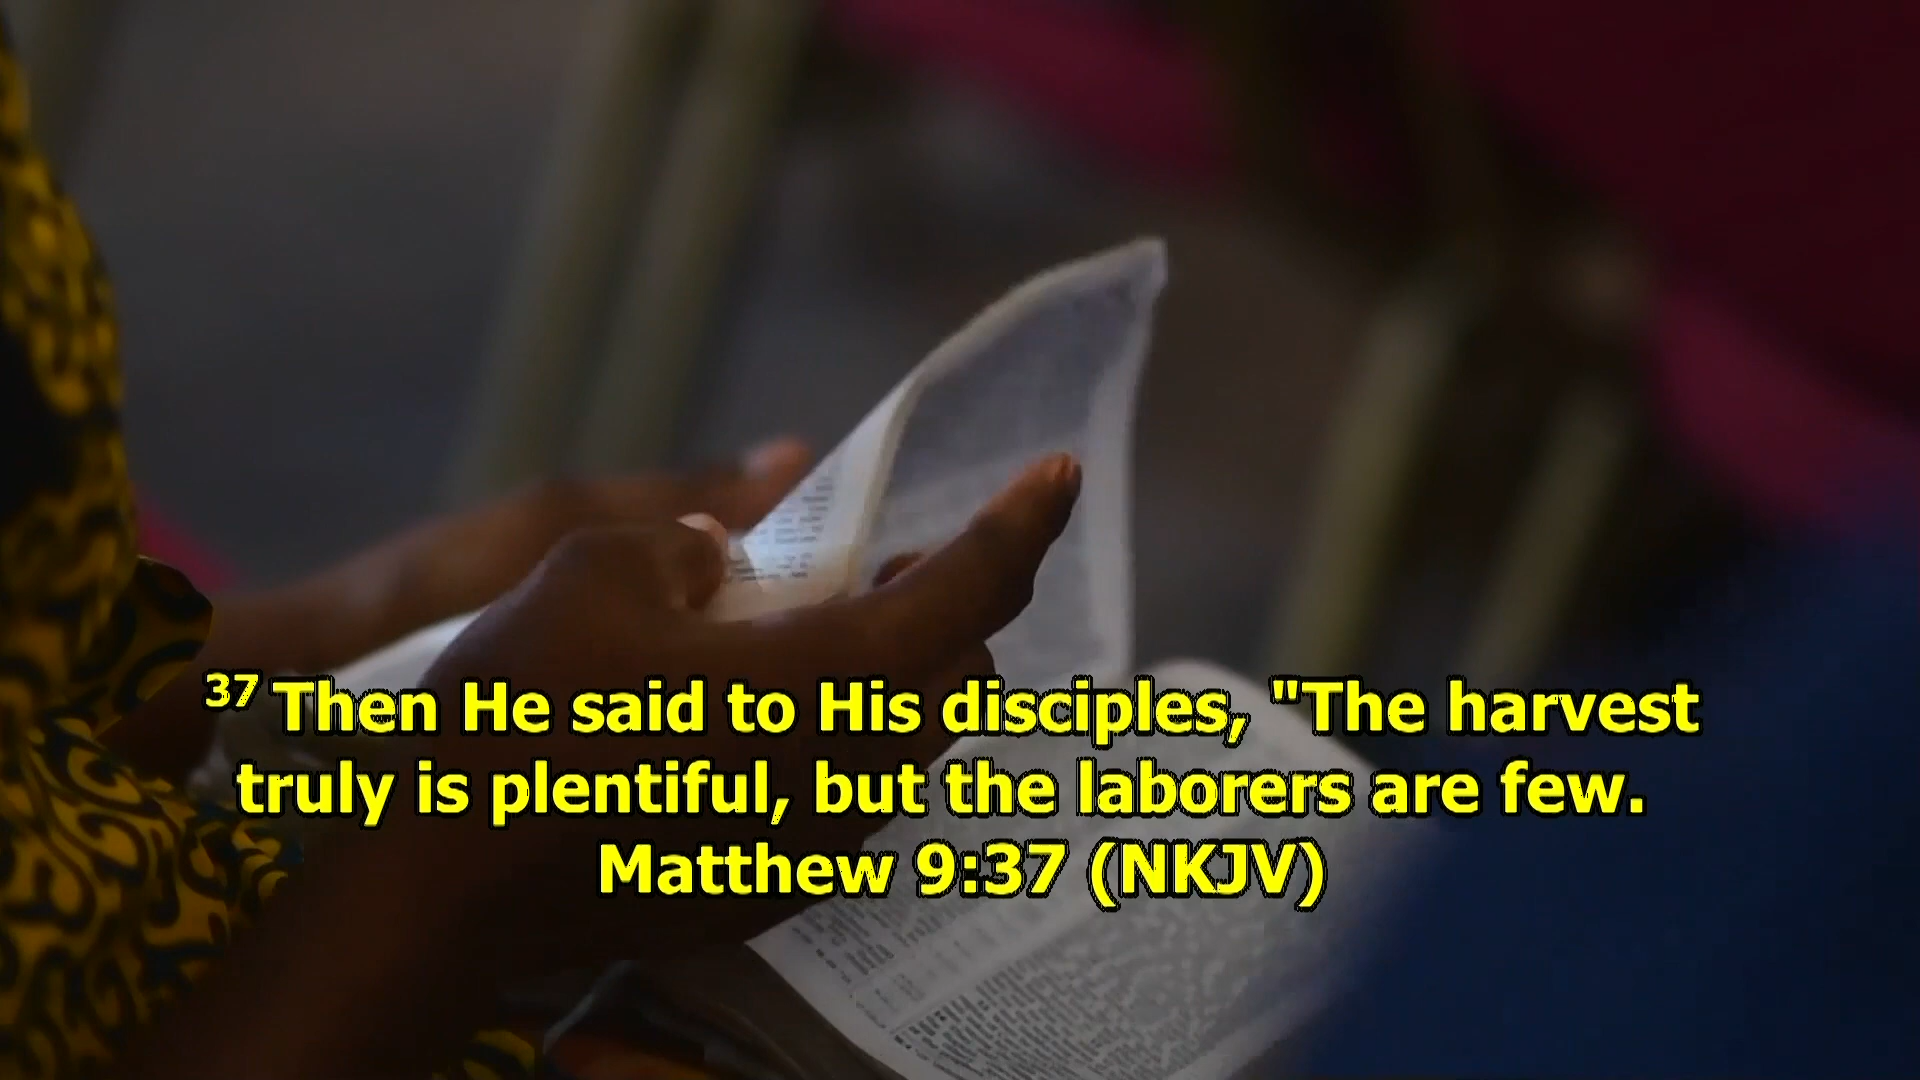 37 Then He said to His disciples, "The harvest
truly is plentiful, but the laborers are few.
Matthew 9:37 (NKJV)